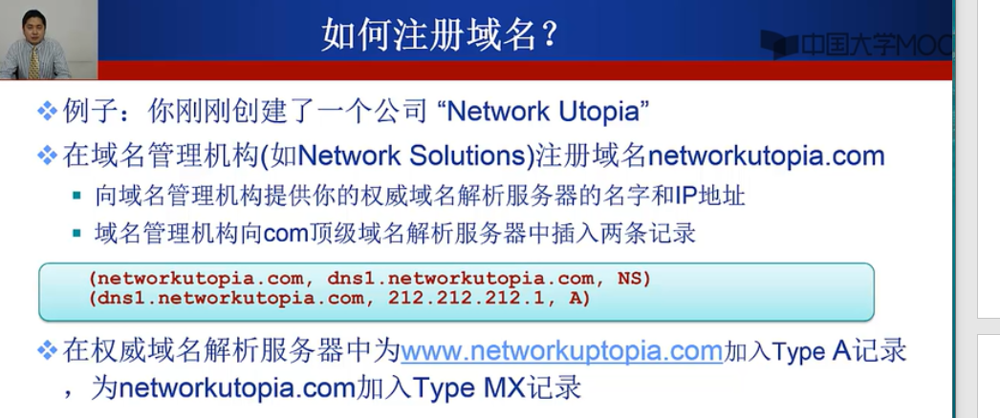 如何注册域名？
中国大学MOO
例子：你刚刚创建了一个公司 “Network Utopia”
在域名管理机构(如Network Solutions)注册域名networkutopia.com
向域名管理机构提供你的权威域名解析服务器的名字和IP地址
域名管理机构向com顶级域名解析服务器中插入两条记录
(networkutopia.com, dns1.networkutopia.com, NS)
(dns1.networkutopia.com, 212.212.212.1, A)
在权威域名解析服务器中为www.networkuptopia.com加入Type A记录
，为networkutopia.com加入Type MX记录